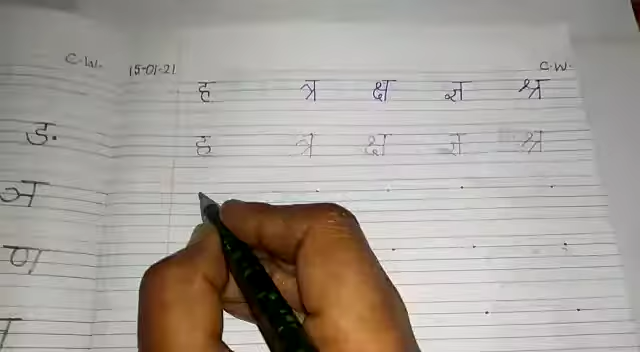 C.W. 15-01-21 C.W.
ह त्र क्ष ज्ञ श्र
ह त्र क्ष ज्ञ श्र
ङ
ञ
ण